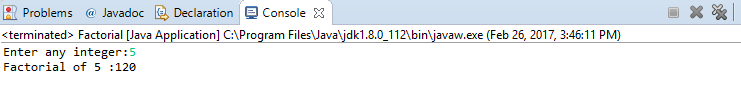 Problems @ Javadoc Declaration Console
<terminated> Factorial [Java Application] C:\Program Files\Java\jdk1.8.0_112\bin\javaw.exe (Feb 26, 2017, 3:46:11 PM)
Enter any integer:5
Factorial of 5 :120